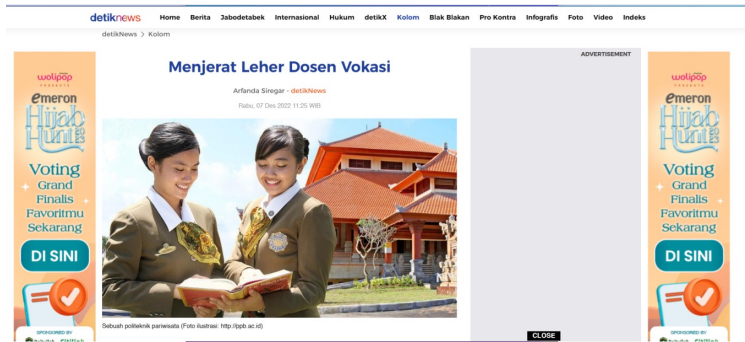 detiknews Home Berita Jabodetabek Internasional Hukum detikX Kolom Blak Blakan Pro Kontra Infografis Foto Video Indeks
detikNews > Kolom
wolipop
PRESENTS
emeron
Hijab
Hunt
2023
Voting
Grand
Finalis
Favoritmu
Sekarang
DI SINI
SPONSORED BY
Menjerat Leher Dosen Vokasi
Arfanda Siregar - detikNews
Rabu, 07 Des 2022 11:25 WIB
Sebuah politeknik pariwisata (Foto ilustrasi: http://ppb.ac.id)
ADVERTISEMENT
CLOSE
wolipop
PRESENTS
emeron
Hijab
Hunt
2023
Voting
Grand
Finalis
Favoritmu
Sekarang
DI SINI
SPONSORED BY